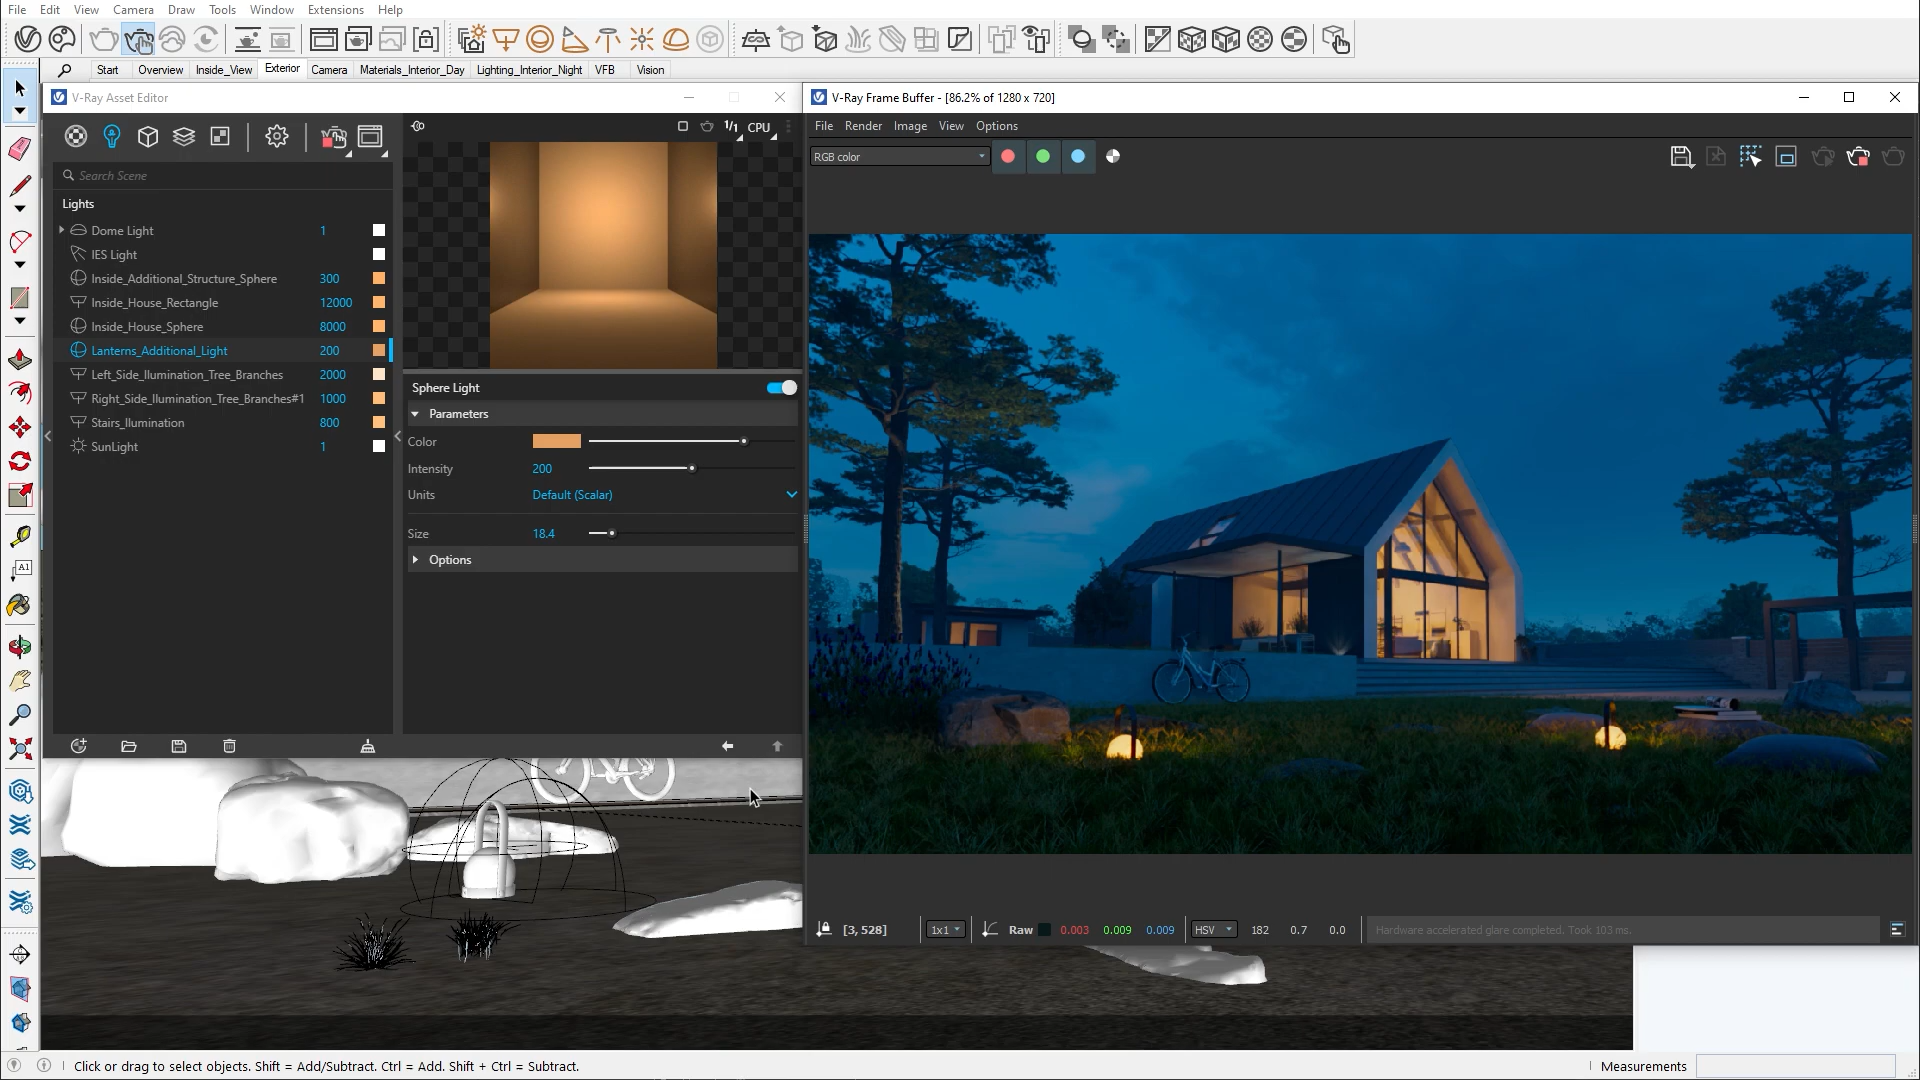 File Edit View Camera Draw Tools Window Extensions Help
Start Overview Inside_View Exterior Camera Materials_Interior_Day Lighting_Interior_Night VFB Vision
V-Ray Asset Editor
1/1 CPU
Search Scene
Lights
Dome Light 1
IES Light
Inside_Additional_Structure_Sphere 300
Inside_House_Rectangle 12000
Inside_House_Sphere 8000
Lanterns_Additional_Light 200
Left_Side_Ilumination_Tree_Branches 2000
Right_Side_Ilumination_Tree_Branches#1 1000
Stairs_Ilumination 800
SunLight 1
Sphere Light
Parameters
Color
Intensity 200
Units Default (Scalar)
Size 18.4
Options
V-Ray Frame Buffer - [86.2% of 1280 x 720]
File Render Image View Options
RGB color
[3, 528] 1x1 Raw 0.003 0.009 0.009 HSV 182 0.7 0.0 Hardware accelerated glare completed. Took 103 ms.
A1
Click or drag to select objects. Shift = Add/Subtract. Ctrl = Add. Shift + Ctrl = Subtract.
Measurements